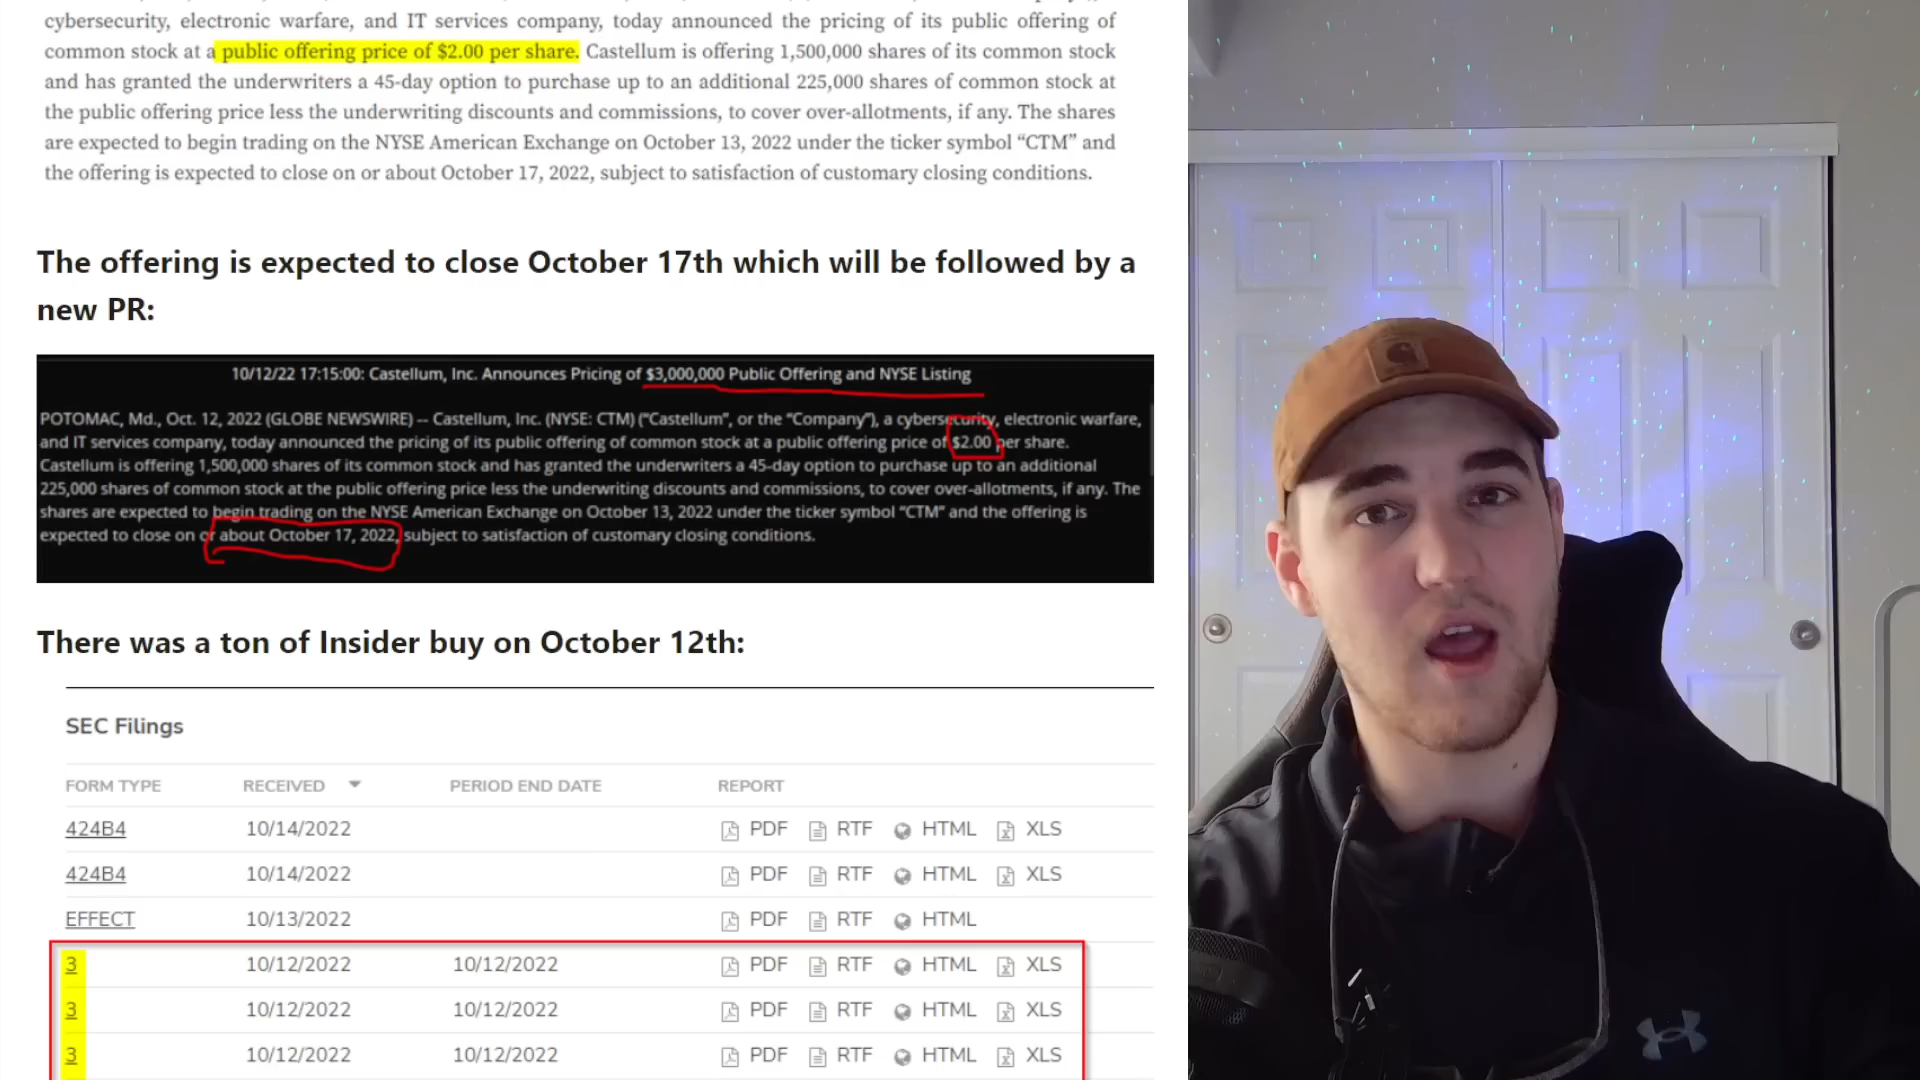 cybersecurity, electronic warfare, and IT services company, today announced the pricing of its public offering of
common stock at a public offering price of $2.00 per share. Castellum is offering 1,500,000 shares of its common stock
and has granted the underwriters a 45-day option to purchase up to an additional 225,000 shares of common stock at
the public offering price less the underwriting discounts and commissions, to cover over-allotments, if any. The shares
are expected to begin trading on the NYSE American Exchange on October 13, 2022 under the ticker symbol “CTM” and
the offering is expected to close on or about October 17, 2022, subject to satisfaction of customary closing conditions.
The offering is expected to close October 17th which will be followed by a
new PR:
10/12/22 17:15:00: Castellum, Inc. Announces Pricing of $3,000,000 Public Offering and NYSE Listing
POTOMAC, Md., Oct. 12, 2022 (GLOBE NEWSWIRE) -- Castellum, Inc. (NYSE: CTM) (“Castellum”, or the “Company”), a cybersecurity, electronic warfare,
and IT services company, today announced the pricing of its public offering of common stock at a public offering price of $2.00 per share.
Castellum is offering 1,500,000 shares of its common stock and has granted the underwriters a 45-day option to purchase up to an additional
225,000 shares of common stock at the public offering price less the underwriting discounts and commissions, to cover over-allotments, if any. The
shares are expected to begin trading on the NYSE American Exchange on October 13, 2022 under the ticker symbol “CTM” and the offering is
expected to close on or about October 17, 2022, subject to satisfaction of customary closing conditions.
There was a ton of Insider buy on October 12th:
SEC Filings
FORM TYPE RECEIVED PERIOD END DATE REPORT
424B4 10/14/2022 PDF RTF HTML XLS
424B4 10/14/2022 PDF RTF HTML XLS
EFFECT 10/13/2022 PDF RTF HTML
3 10/12/2022 10/12/2022 PDF RTF HTML XLS
3 10/12/2022 10/12/2022 PDF RTF HTML XLS
3 10/12/2022 10/12/2022 PDF RTF HTML XLS